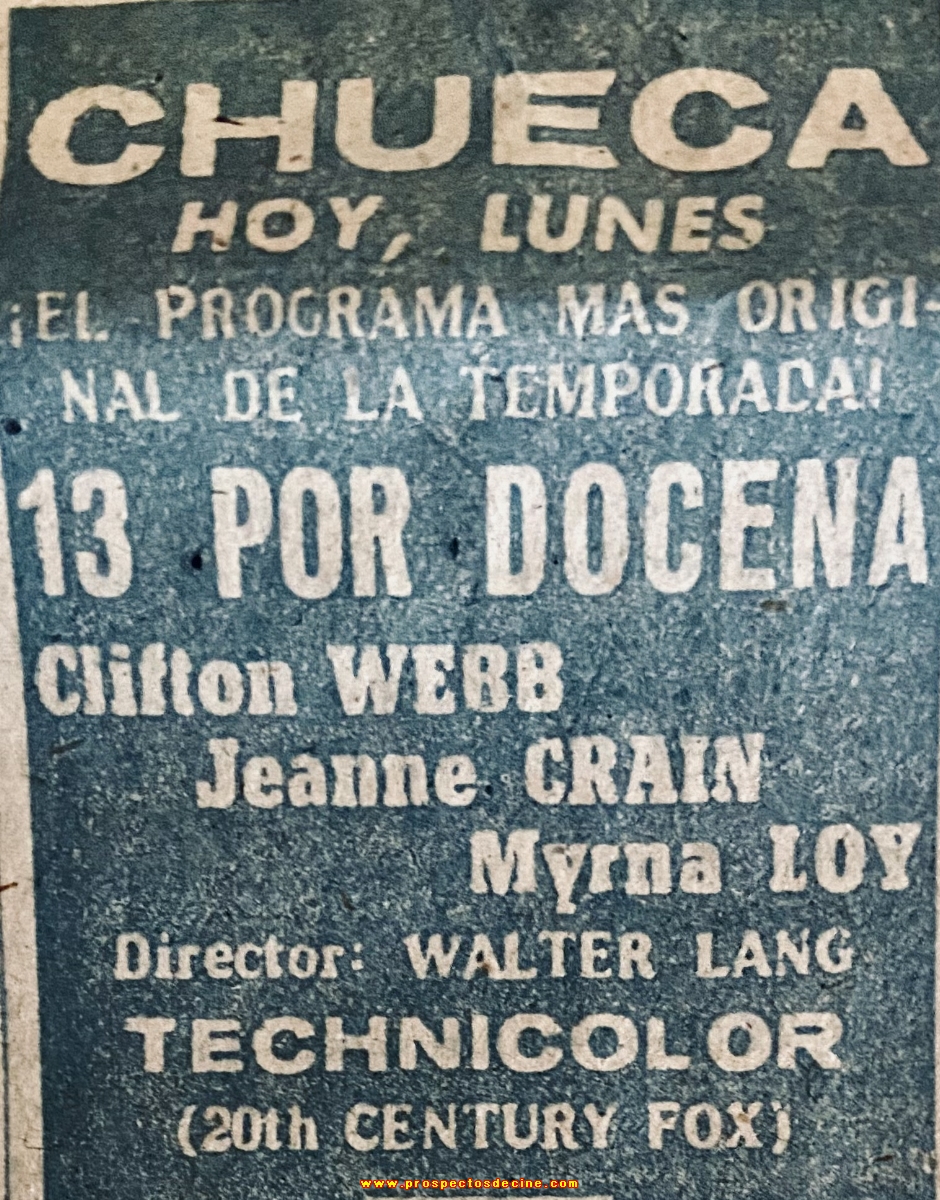 CHUECA
HOY, LUNES
¡EL PROGRAMA MAS ORIGI-
NAL DE LA TEMPORADA!
13 POR DOCENA
Clifton WEBB
Jeanne CRAIN
Myrna LOY
Director: WALTER LANG
TECHNICOLOR
(20th CENTURY FOX)
www.prospectosdecine.com